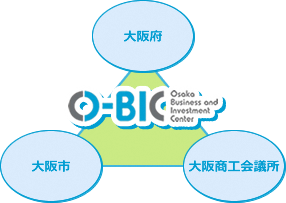 大阪府
O-BIC
Osaka
Business and
Investment
Center
大阪市
大阪商工会議所